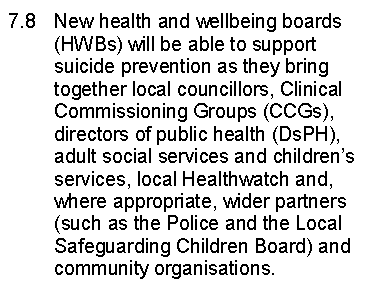 7.8 New health and wellbeing boards
(HWBs) will be able to support
suicide prevention as they bring
together local councillors, Clinical
Commissioning Groups (CCGs),
directors of public health (DsPH),
adult social services and children's
services, local Healthwatch and,
where appropriate, wider partners
(such as the Police and the Local
Safeguarding Children Board) and
community organisations.